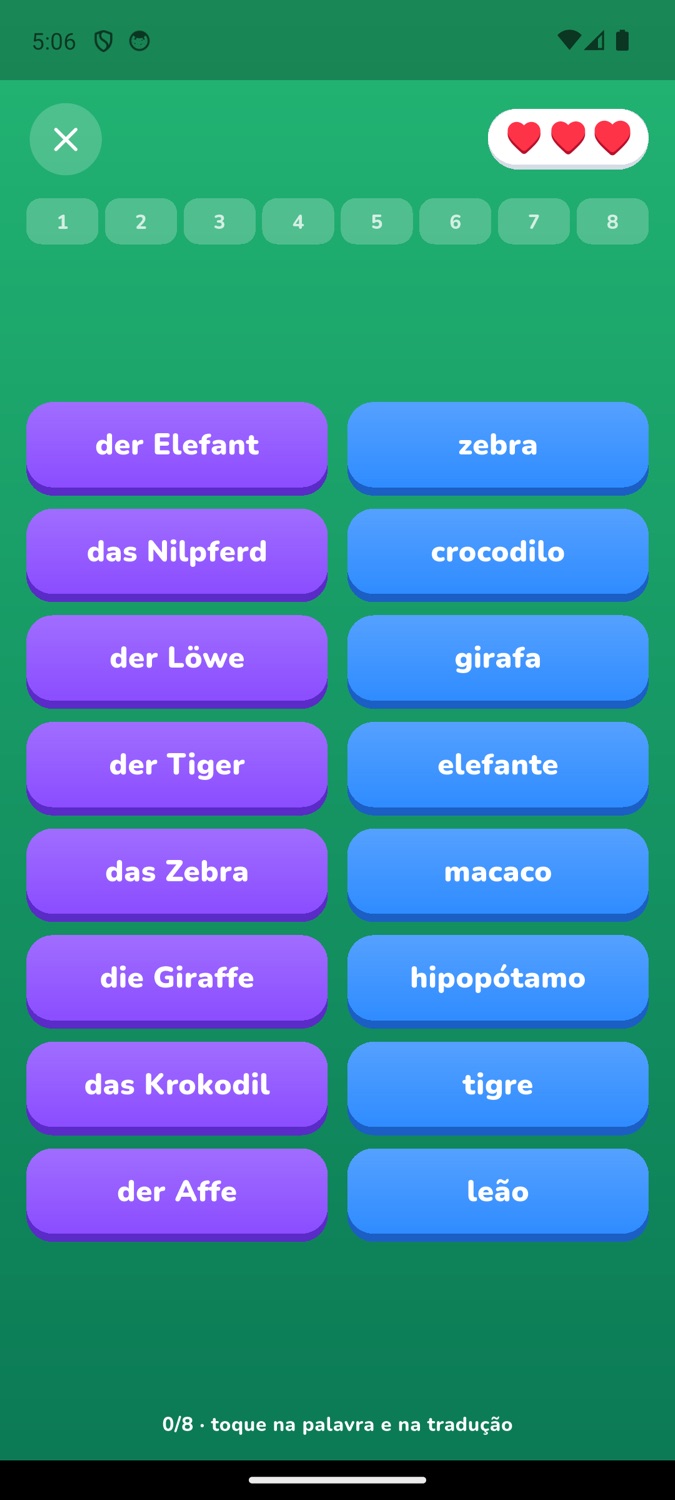 5:06
1 2 3 4 5 6 7 8
der Elefant zebra
das Nilpferd crocodilo
der Löwe girafa
der Tiger elefante
das Zebra macaco
die Giraffe hipopótamo
das Krokodil tigre
der Affe leão
0/8 · toque na palavra e na tradução